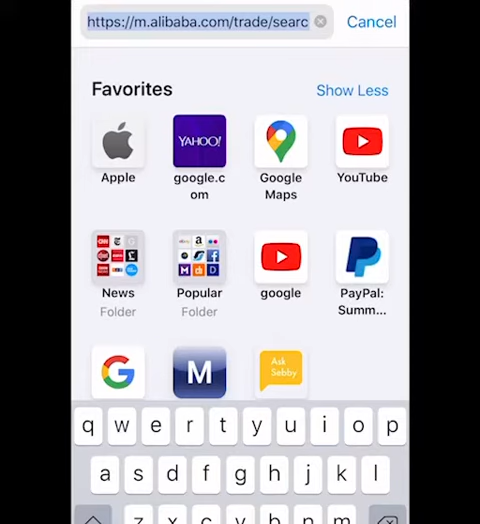 https://m.alibaba.com/trade/searc
Cancel
Favorites
Show Less
YAHOO!
Apple
google.c
om
Google
Maps
YouTube
News
Folder
Popular
Folder
google
PayPal:
Summ...
M
Ask
Sebby
q w e r t y u i o p
a s d f g h j k l
z x c v b n m